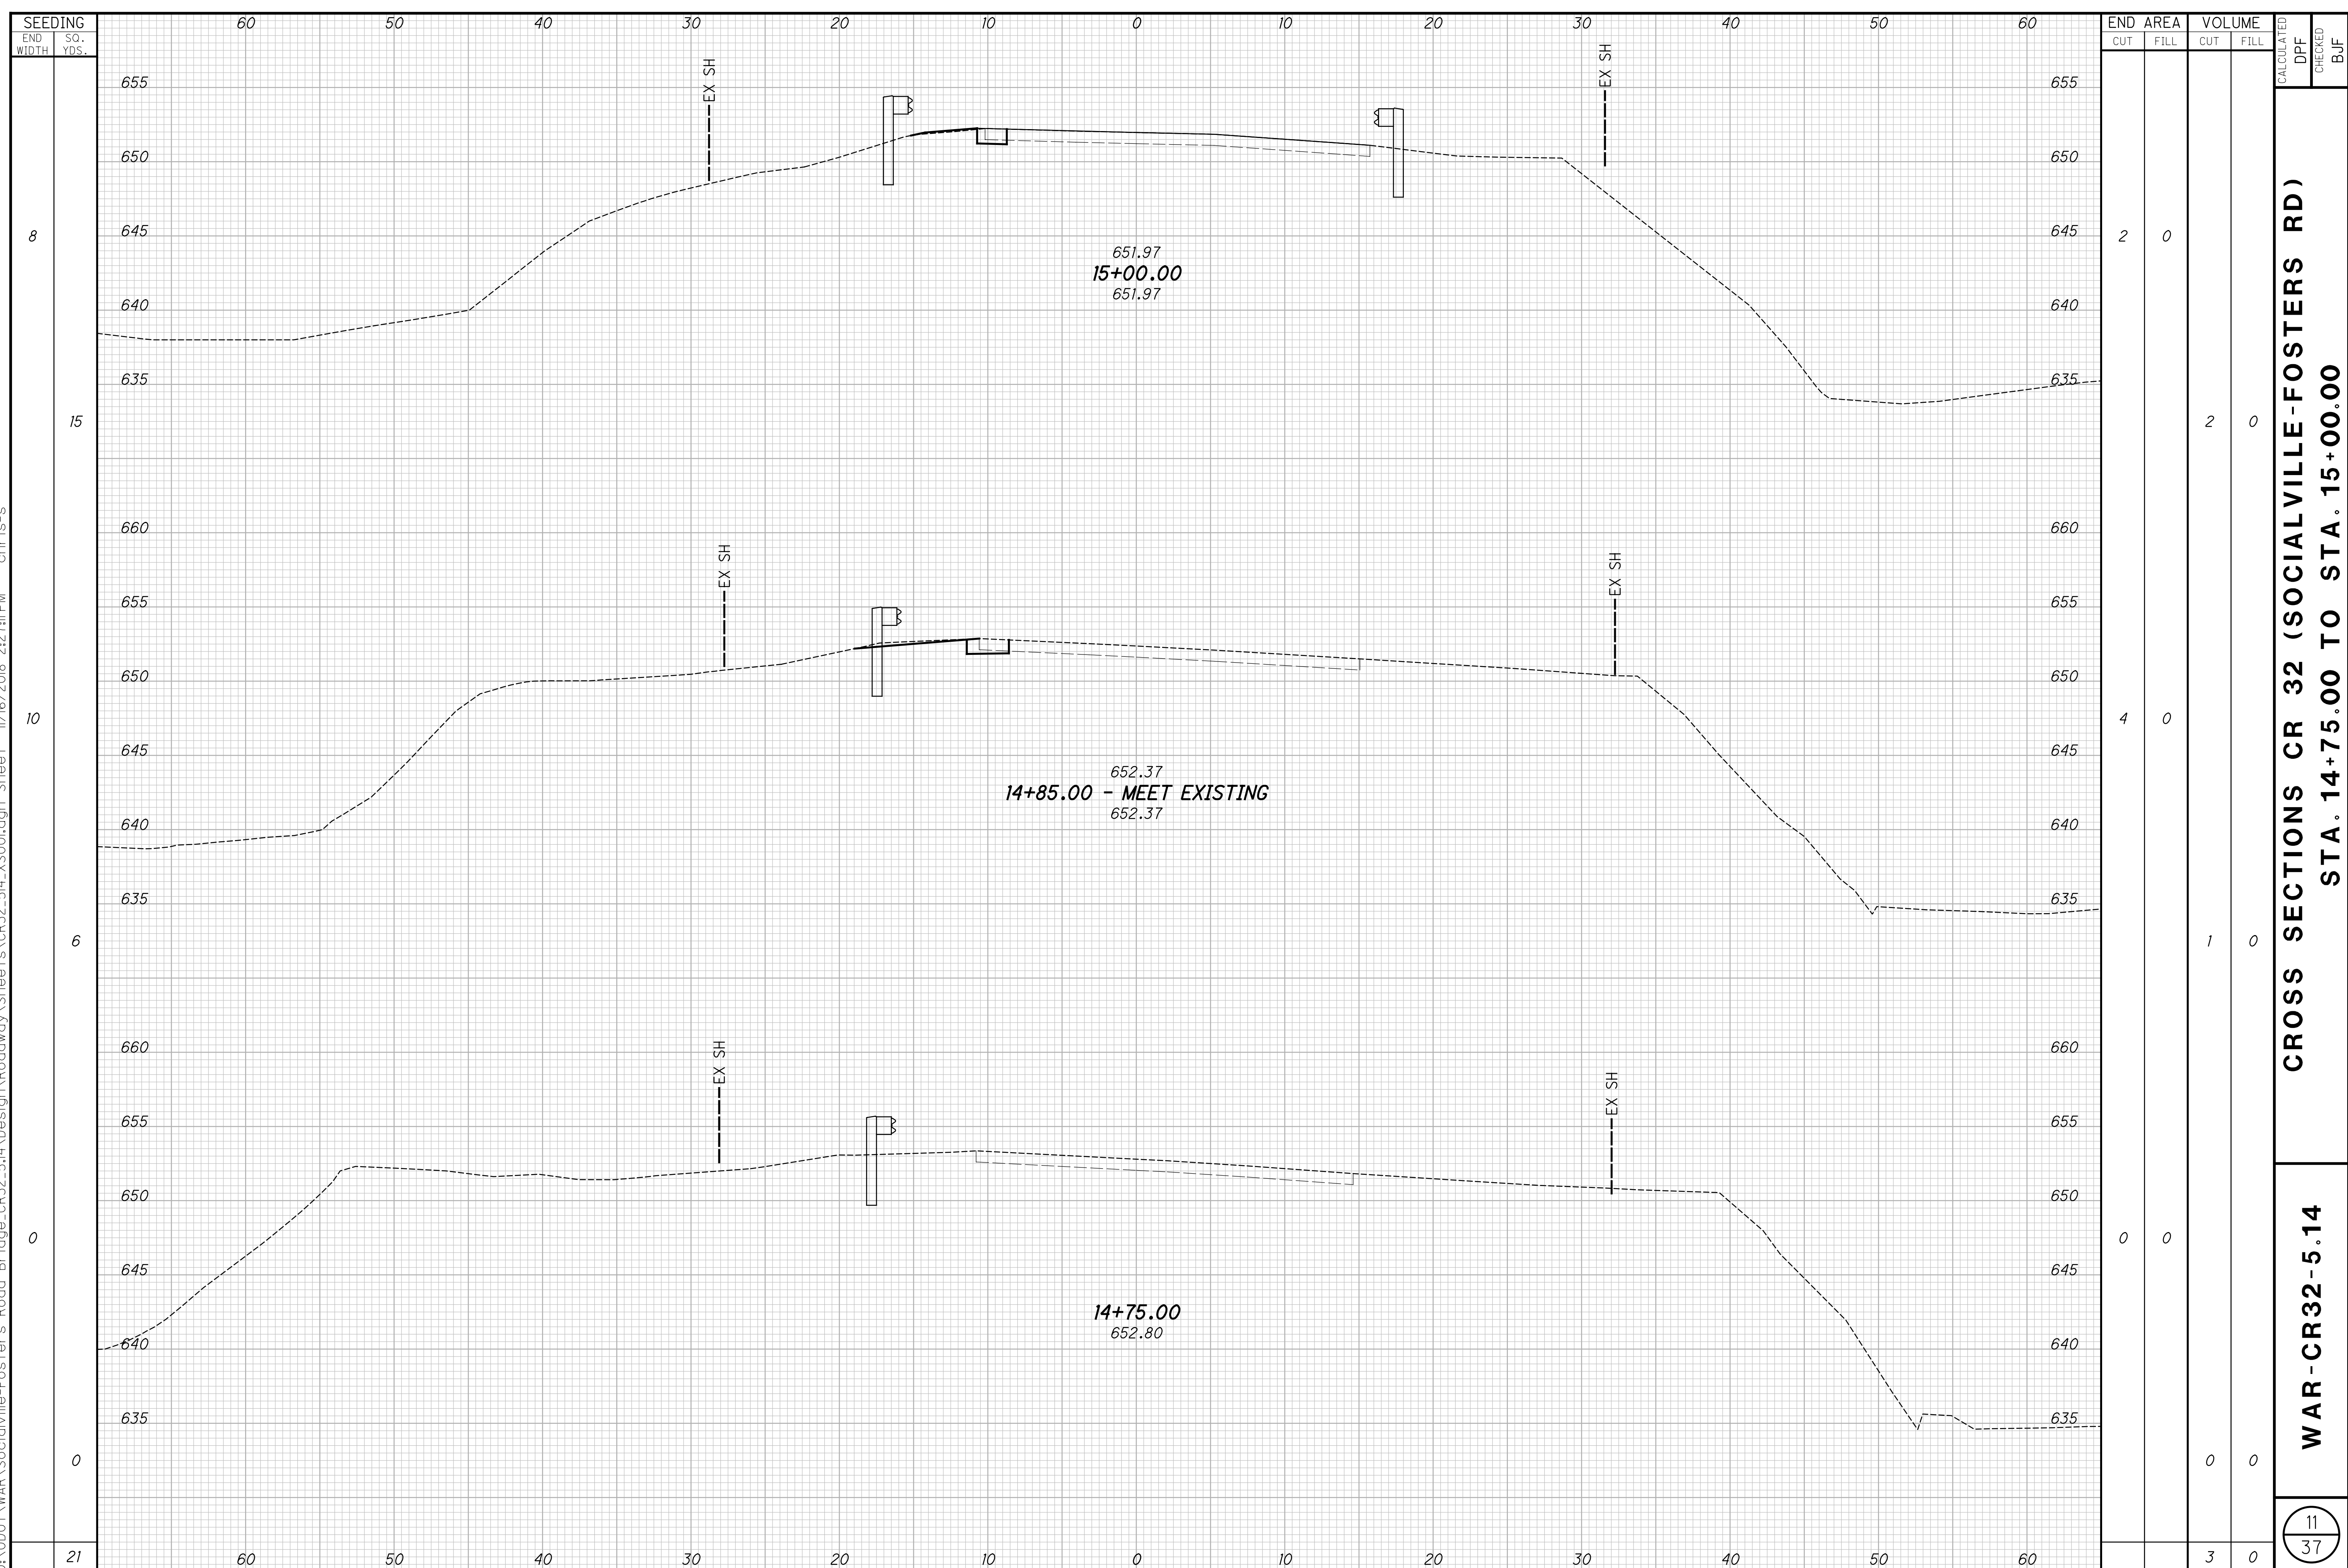 SEEDING
END WIDTH
SQ. YDS.
60 50 40 30 20 10 0 10 20 30 40 50 60
END AREA
VOLUME
CUT FILL CUT FILL
CALCULATED
DPF
CHECKED
BJF
EX SH
EX SH
655 655
650 650
8 645 645 2 0
651.97
15+00.00
651.97
640 640
635 635
15 2 0
660 660
EX SH
EX SH
655 655
650 650
10 4 0
645 645
652.37
14+85.00 - MEET EXISTING
652.37
640 640
635 635
6 1 0
660 660
EX SH
EX SH
655 655
650 650
0 0 0
645 645
14+75.00
652.80
640 640
635 635
0 0 0
21 3 0
60 50 40 30 20 10 0 10 20 30 40 50 60
CROSS SECTIONS CR 32 (SOCIALVILLE-FOSTERS RD)
STA. 14+75.00 TO STA. 15+00.00
WAR-CR32-5.14
11
37